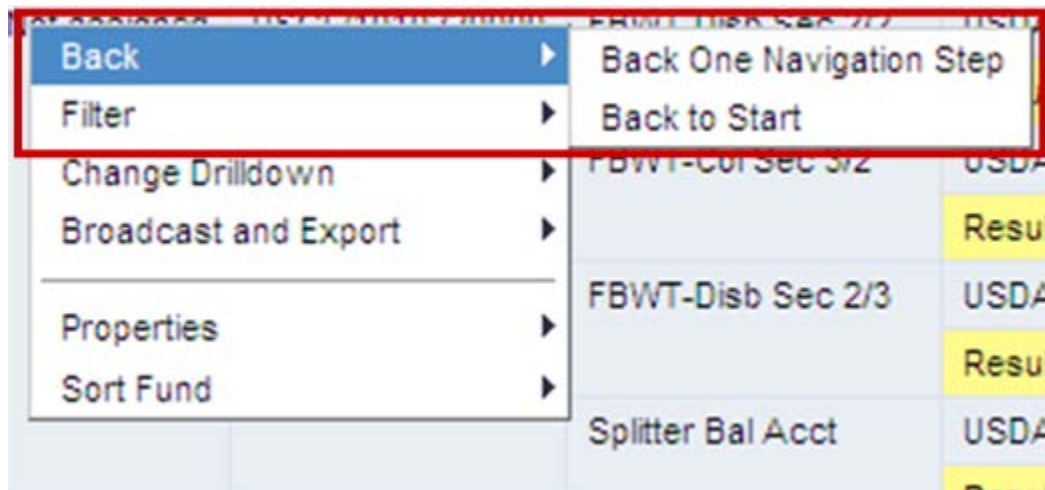 Back
Back One Navigation Step
Filter
Back to Start
Change Drilldown
Broadcast and Export
Properties
Sort Fund
FBWT-Col Sec 3/2 USDA
Resu
FBWT-Disb Sec 2/3 USDA
Resu
Splitter Bal Acct USDA